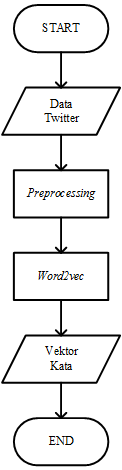 START
Data
Twitter
Preprocessing
Word2vec
Vektor
Kata
END